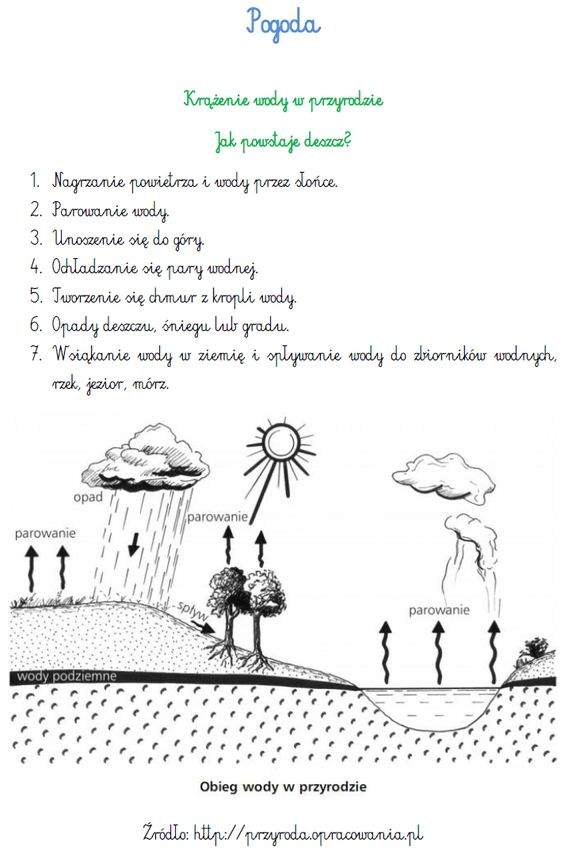 Pogoda
Krążenie wody w przyrodzie
Jak powstaje deszcz?
1. Nagrzanie powietrza i wody przez słońce.
2. Parowanie wody.
3. Unoszenie się do góry.
4. Ochładzanie się pary wodnej.
5. Tworzenie się chmur z kropli wody.
6. Opady deszczu, śniegu lub gradu.
7. Wsiąkanie wody w ziemię i spływanie wody do zbiorników wodnych,
rzek, jezior, mórz.
opad
parowanie
parowanie
spływ
parowanie
wody podziemne
Obieg wody w przyrodzie
Źródło: http://przyroda.opracowania.pl